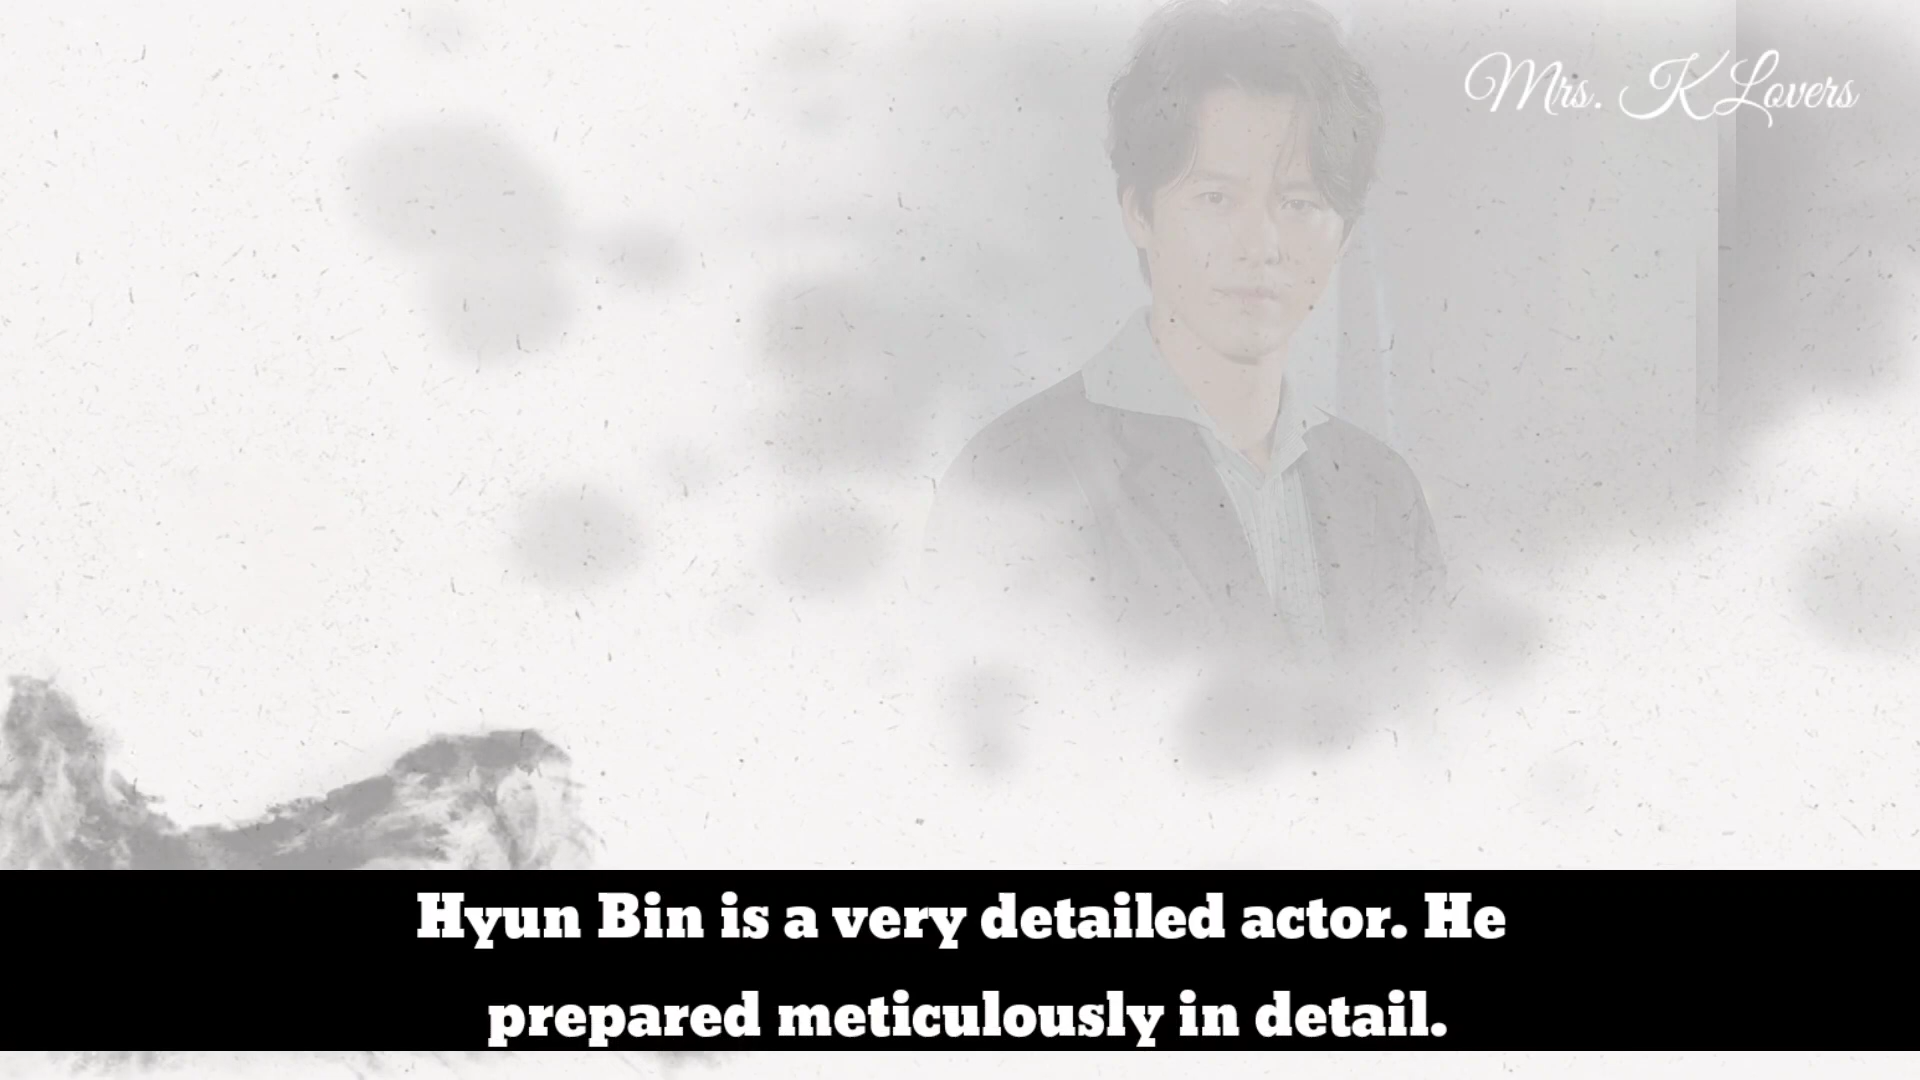 Mrs. K Lovers
Hyun Bin is a very detailed actor. He
prepared meticulously in detail.